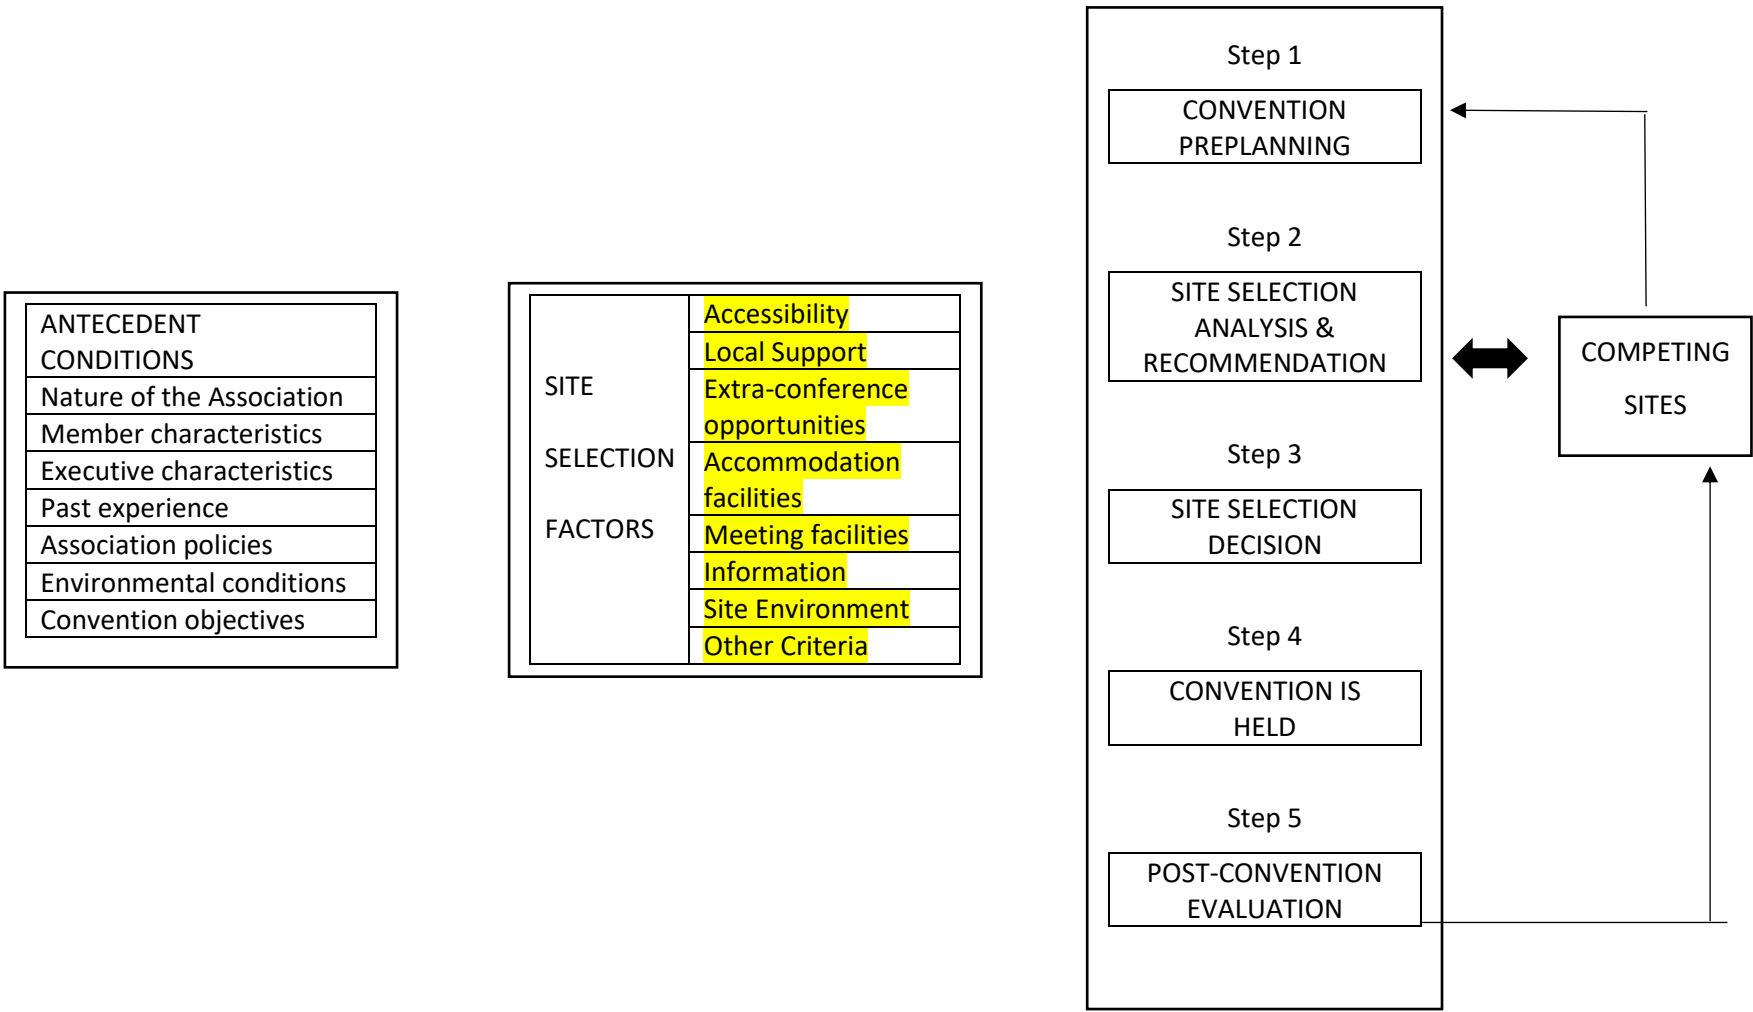 ANTECEDENT
CONDITIONS
Nature of the Association
Member characteristics
Executive characteristics
Past experience
Association policies
Environmental conditions
Convention objectives
SITE
SELECTION
FACTORS
Accessibility
Local Support
Extra-conference
opportunities
Accommodation
facilities
Meeting facilities
Information
Site Environment
Other Criteria
Step 1
CONVENTION
PREPLANNING
Step 2
SITE SELECTION
ANALYSIS &
RECOMMENDATION
Step 3
SITE SELECTION
DECISION
Step 4
CONVENTION IS
HELD
Step 5
POST-CONVENTION
EVALUATION
COMPETING
SITES